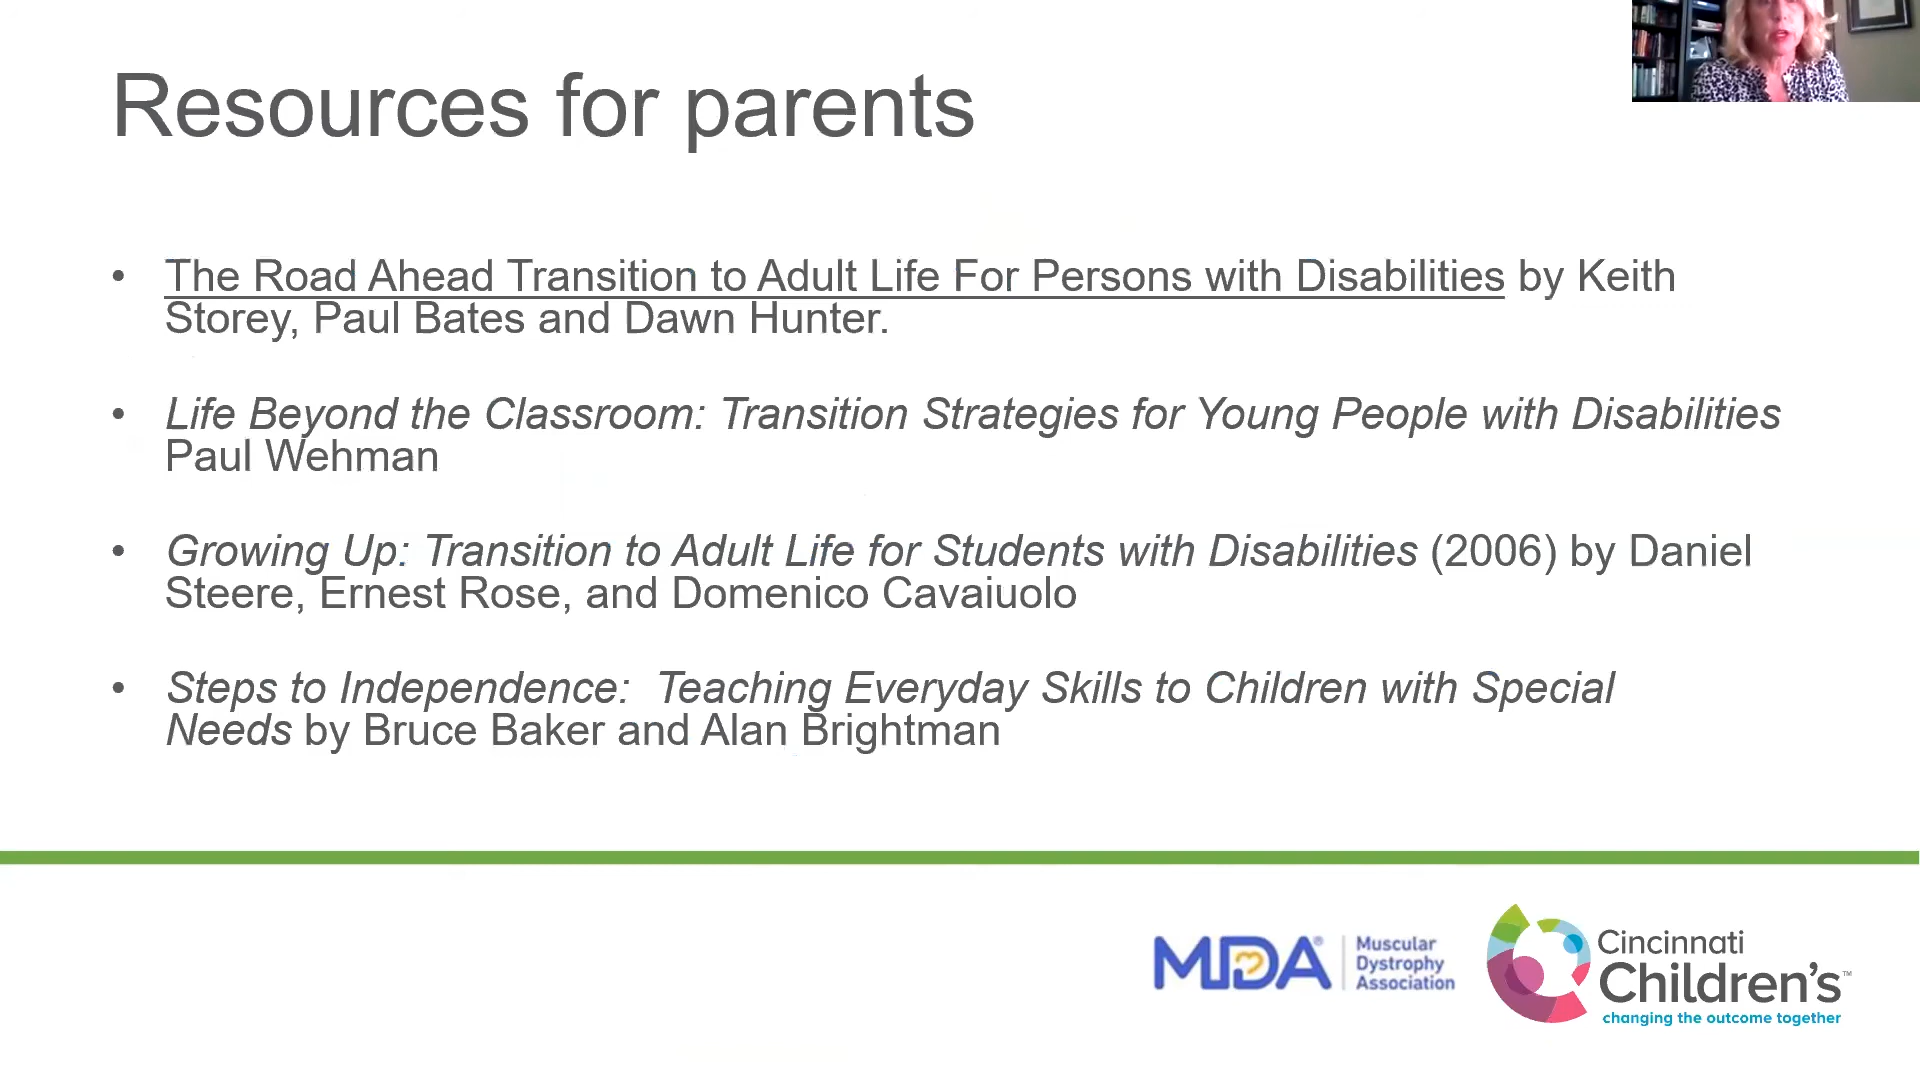 Resources for parents
• The Road Ahead Transition to Adult Life For Persons with Disabilities by Keith
Storey, Paul Bates and Dawn Hunter.
• Life Beyond the Classroom: Transition Strategies for Young People with Disabilities
Paul Wehman
• Growing Up: Transition to Adult Life for Students with Disabilities (2006) by Daniel
Steere, Ernest Rose, and Domenico Cavaiuolo
• Steps to Independence:  Teaching Everyday Skills to Children with Special
Needs by Bruce Baker and Alan Brightman
MDA®
Muscular
Dystrophy
Association
Cincinnati
Children's™
changing the outcome together